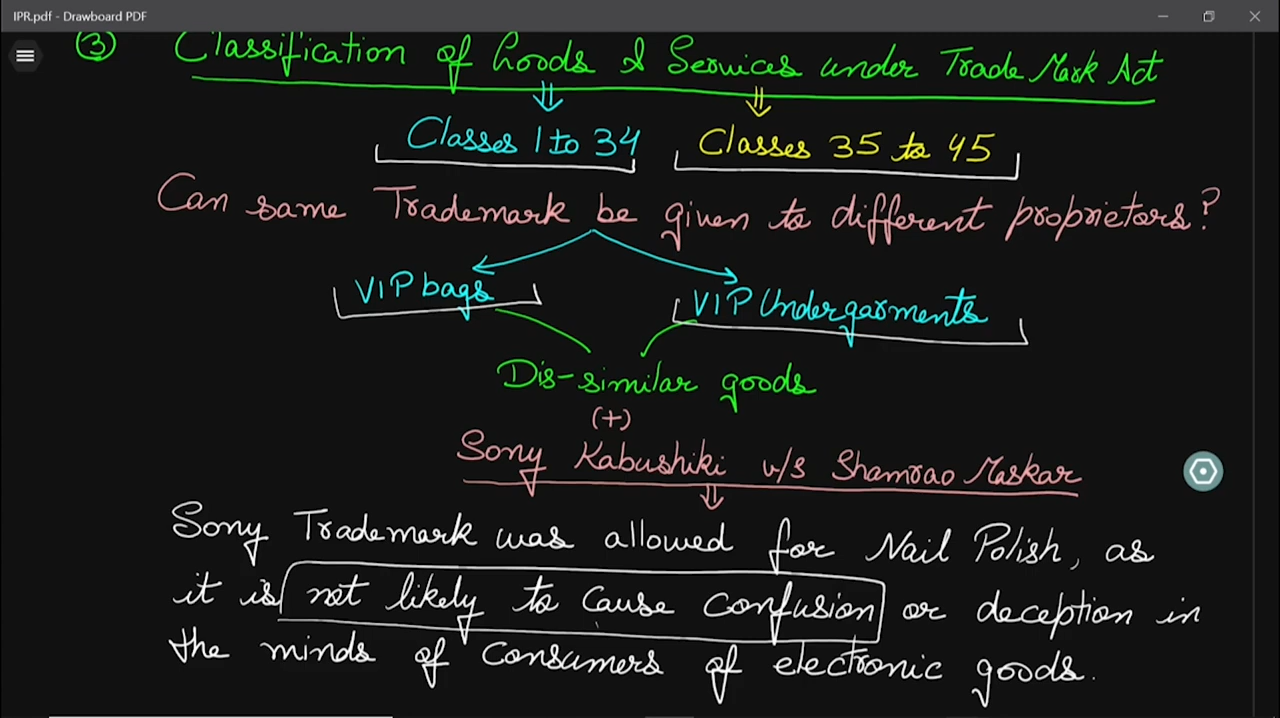 IPR.pdf - Drawboard PDF
③ Classification of Goods & Services under Trade Mark Act
Classes 1 to 34 Classes 35 to 45
Can same Trademark be given to different proprietors?
VIP bags VIP Undergarments
Dis-similar goods
(+)
Sony Kabushiki v/s Shamrao Maskar
Sony Trademark was allowed for Nail Polish, as
it is not likely to cause confusion or deception in
the minds of consumers of electronic goods.